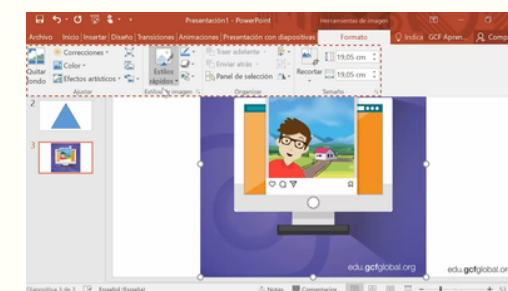 Presentación1 - PowerPoint
Herramientas de imagen
Archivo Inicio Insertar Diseño Transiciones Animaciones Presentación con diapositivas Formato Indica GCF Apren... Comp
Quitar fondo
Correcciones
Color
Efectos artísticos
Ajustar
Estilos rápidos
Estilos de imagen
Traer adelante
Enviar atrás
Panel de selección
Organizar
Recortar
19,05 cm
19,05 cm
Tamaño
2
3
edu.gcfglobal.org
edu.gcfglobal.org
Diapositiva 3 de 3 Español (España) Notas Comentarios 53